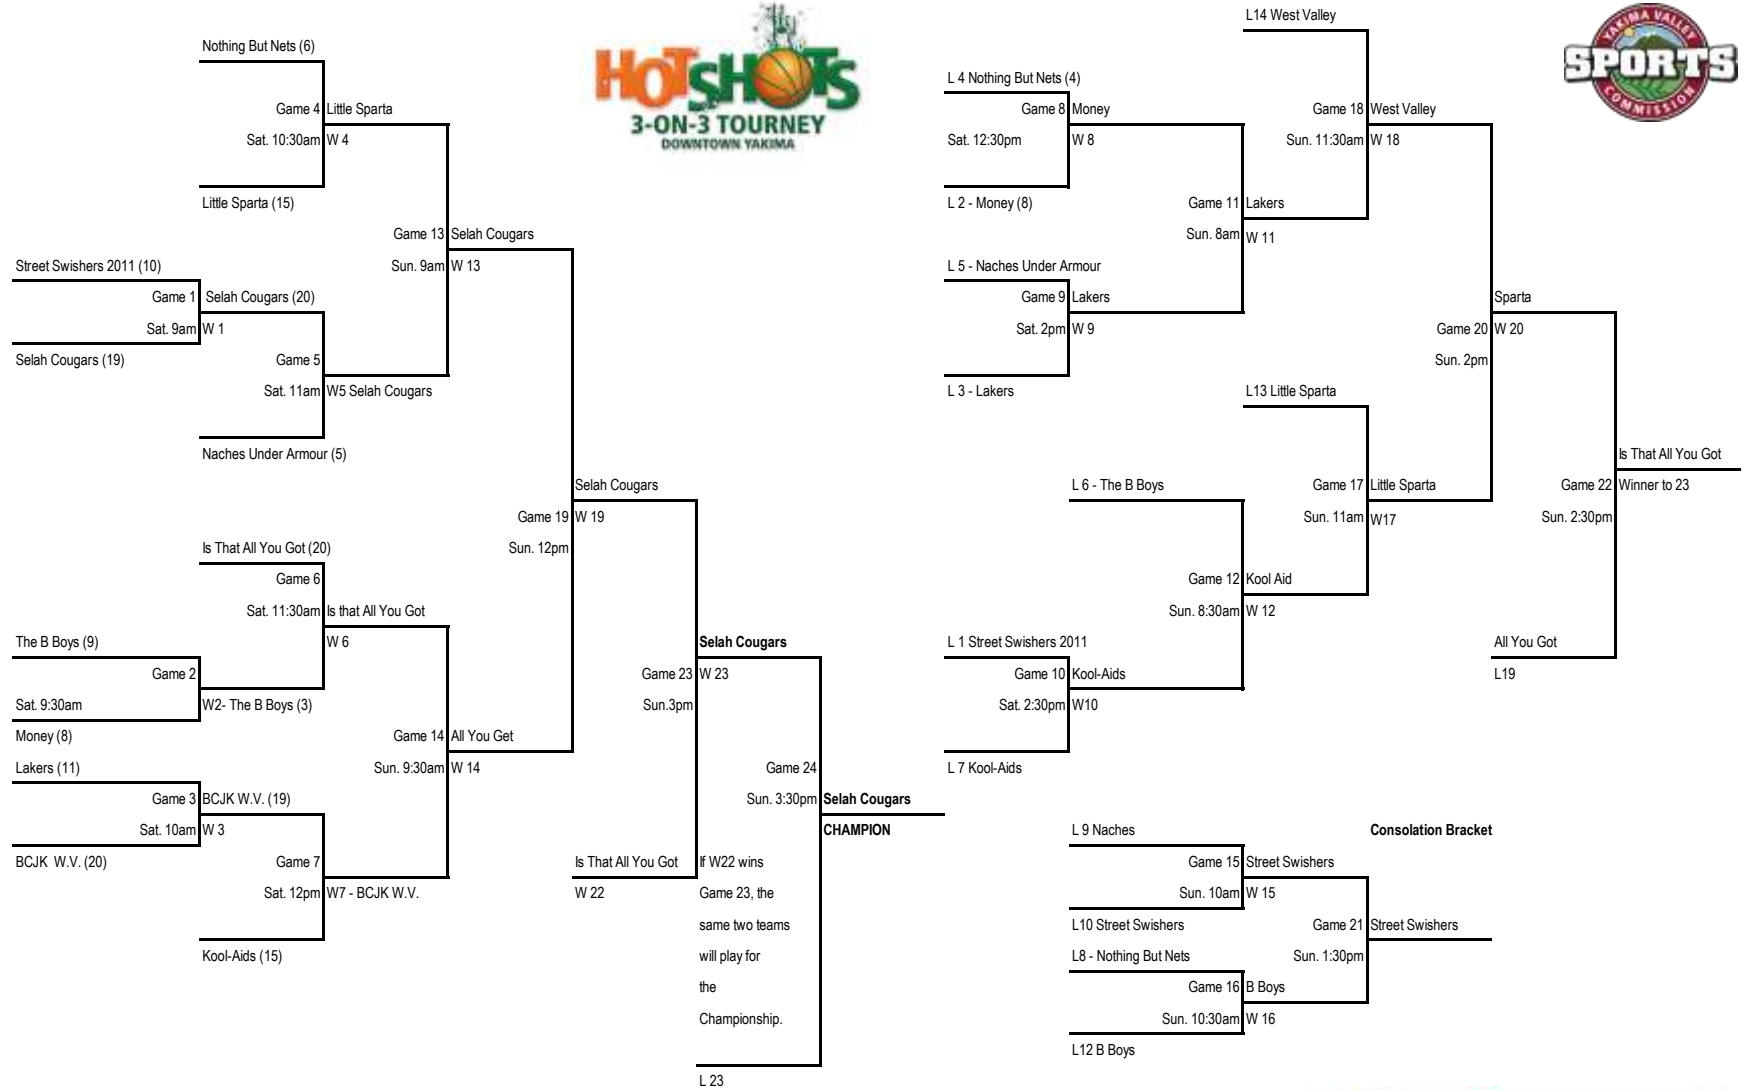 HOTSHOTS
3-ON-3 TOURNEY
DOWNTOWN YAKIMA
YAKIMA VALLEY
SPORTS
COMMISSION
Nothing But Nets (6)
Game 4 Little Sparta
Sat. 10:30am W 4
Little Sparta (15)
Game 13 Selah Cougars
Sun. 9am W 13
Street Swishers 2011 (10)
Game 1 Selah Cougars (20)
Sat. 9am W 1
Selah Cougars (19)
Game 5
Sat. 11am W5 Selah Cougars
Naches Under Armour (5)
Selah Cougars
Game 19 W 19
Sun. 12pm
Is That All You Got (20)
Game 6
Sat. 11:30am Is that All You Got
W 6
The B Boys (9)
Game 2
Sat. 9:30am W2- The B Boys (3)
Money (8)
Game 14 All You Get
Sun. 9:30am W 14
Lakers (11)
Game 3 BCJK W.V. (19)
Sat. 10am W 3
BCJK W.V. (20)
Game 7
Sat. 12pm W7 - BCJK W.V.
Kool-Aids (15)
Selah Cougars
Game 23 W 23
Sun.3pm
Game 24
Sun. 3:30pm Selah Cougars
CHAMPION
Is That All You Got
W 22
If W22 wins
Game 23, the
same two teams
will play for
the
Championship.
L 23
L14 West Valley
L 4 Nothing But Nets (4)
Game 8 Money
Sat. 12:30pm W 8
L 2 - Money (8)
Game 18 West Valley
Sun. 11:30am W 18
Game 11 Lakers
Sun. 8am W 11
L 5 - Naches Under Armour
Game 9 Lakers
Sat. 2pm W 9
L 3 - Lakers
Sparta
Game 20 W 20
Sun. 2pm
L13 Little Sparta
L 6 - The B Boys
Game 17 Little Sparta
Sun. 11am W17
Is That All You Got
Game 22 Winner to 23
Sun. 2:30pm
Game 12 Kool Aid
Sun. 8:30am W 12
L 1 Street Swishers 2011
Game 10 Kool-Aids
Sat. 2:30pm W10
L 7 Kool-Aids
All You Got
L19
Consolation Bracket
L 9 Naches
Game 15 Street Swishers
Sun. 10am W 15
L10 Street Swishers
Game 21 Street Swishers
Sun. 1:30pm
L8 - Nothing But Nets
Game 16 B Boys
Sun. 10:30am W 16
L12 B Boys